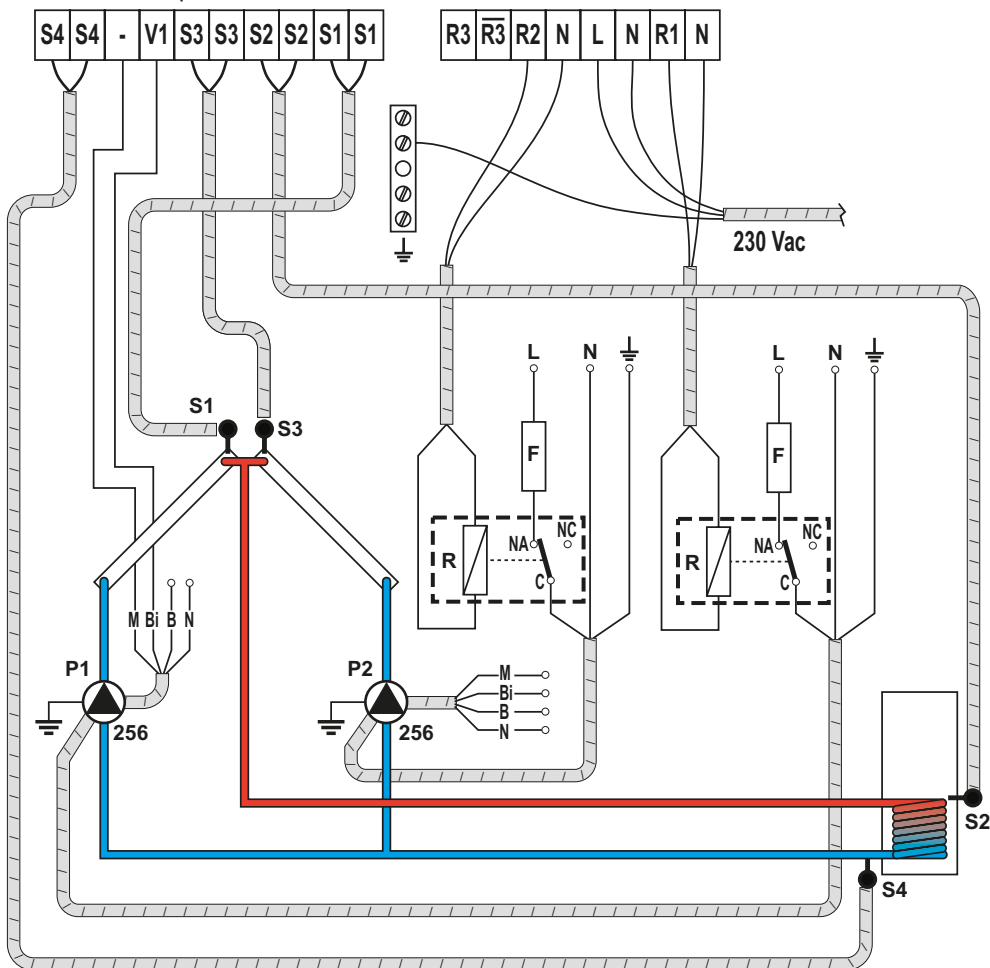 S4 S4 - V1 S3 S3 S2 S2 S1 S1
R3 R3̅ R2 N L N R1 N
230 Vac
L N
L N
S1
S3
F
F
NA NC
R
C
NA NC
R
C
M Bi B N
P1
256
P2
256
M
Bi
B
N
S2
S4